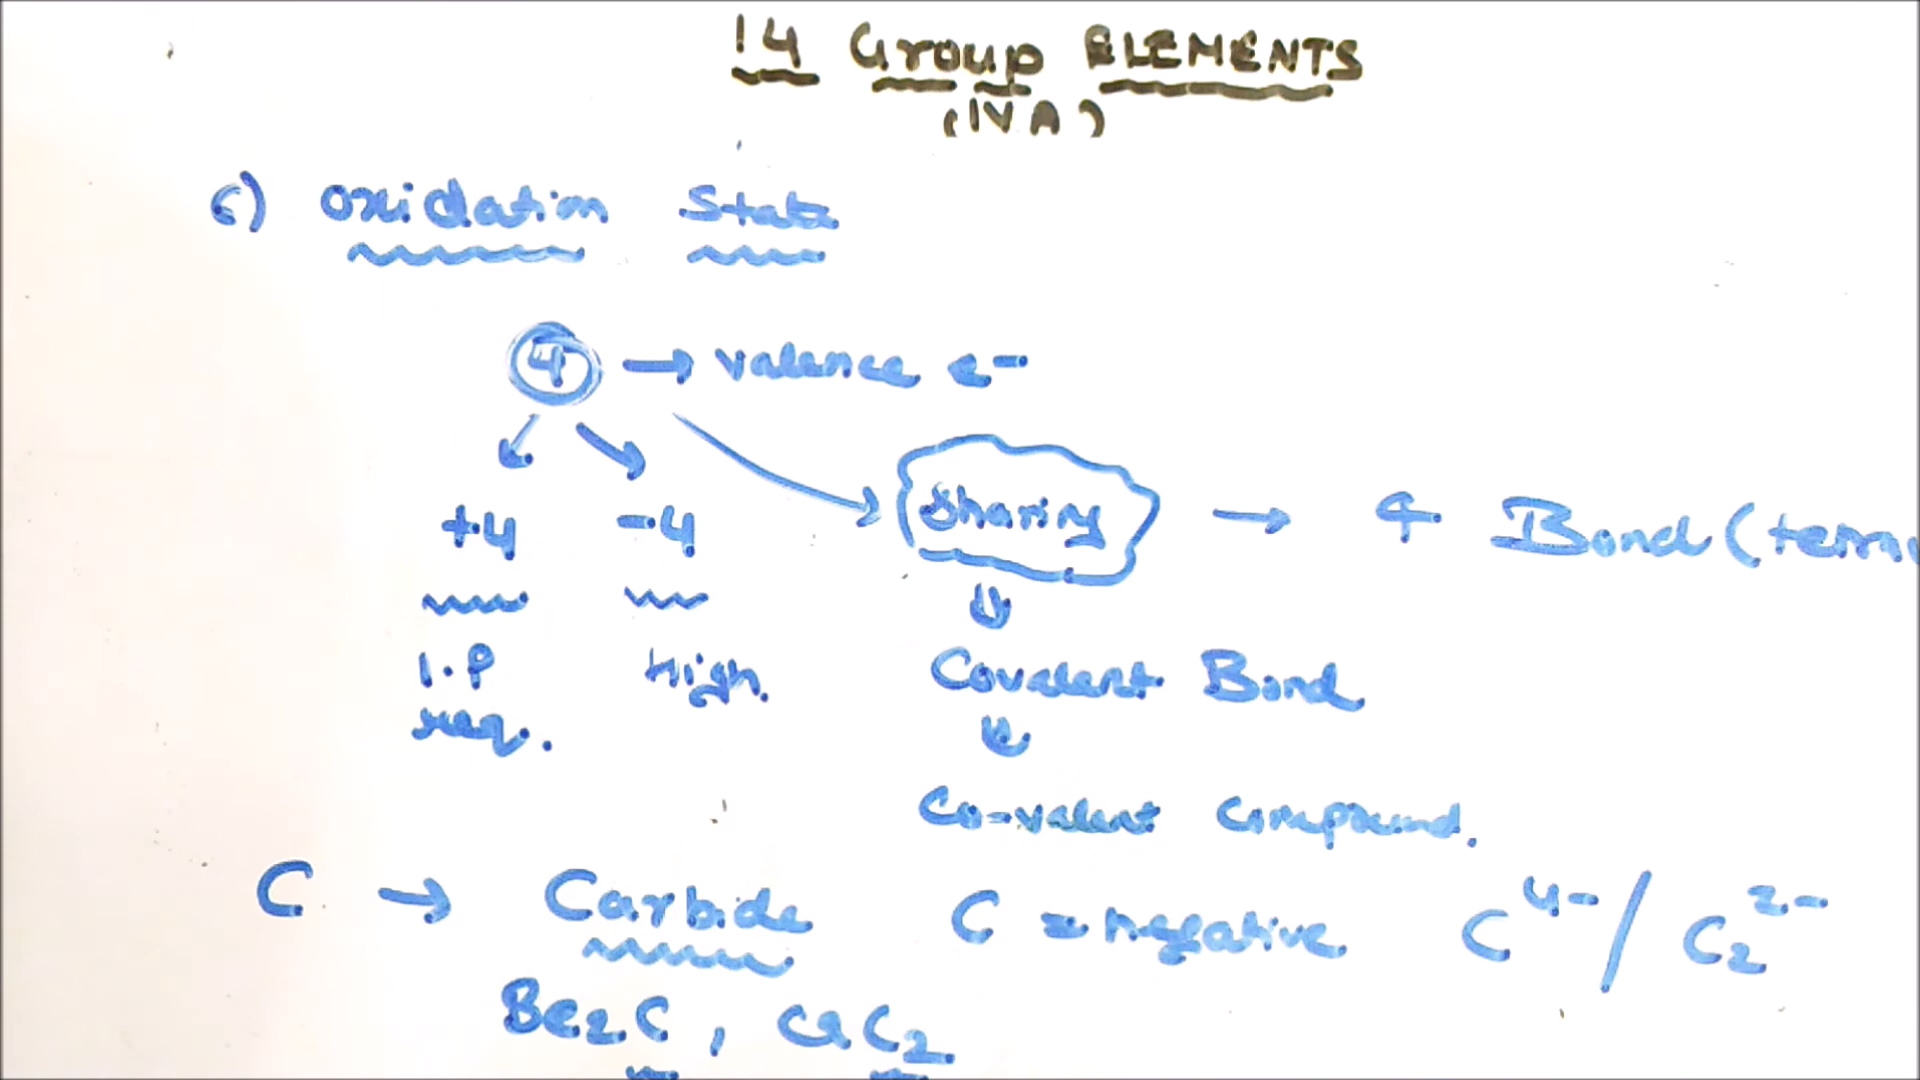 14 Group ELEMENTS
(IVA)
6) Oxidation State
4 → valence e-
+4 -4 Sharing → 4 Bond (
I.P High. Covalent Bond
req.
Co-valent Compound.
C → Carbide C = negative C⁴⁻ / C₂²⁻
Be₂C, CaC₂